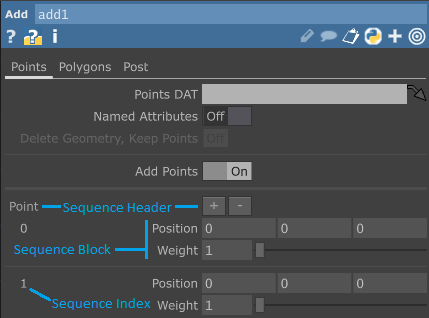 Add add1
? ? i
Points Polygons Post
Points DAT
Named Attributes Off
Delete Geometry, Keep Points Off
Add Points On
Point Sequence Header + -
0 Position 0 0 0
Sequence Block Weight 1
1 Position 0 0 0
Sequence Index Weight 1